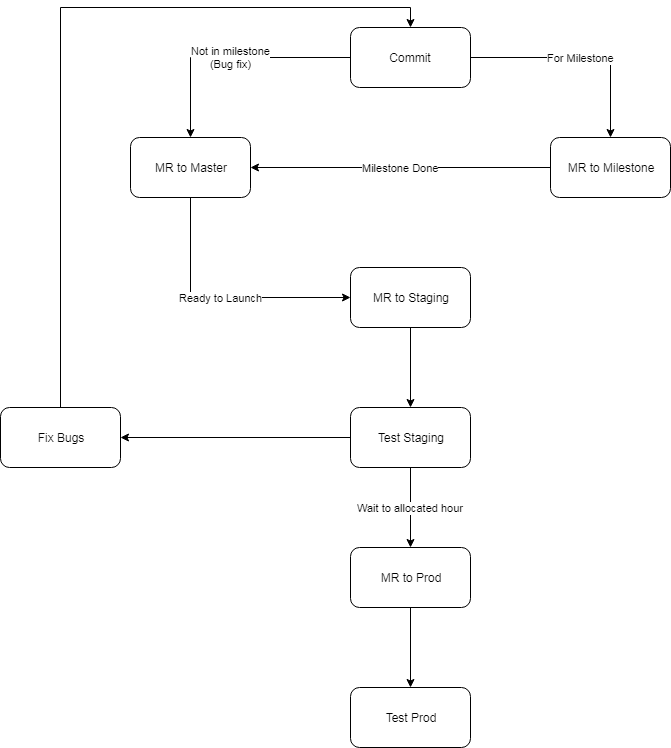 Commit
Not in milestone
(Bug fix)
For Milestone
MR to Master
Milestone Done
MR to Milestone
Ready to Launch
MR to Staging
Fix Bugs
Test Staging
Wait to allocated hour
MR to Prod
Test Prod